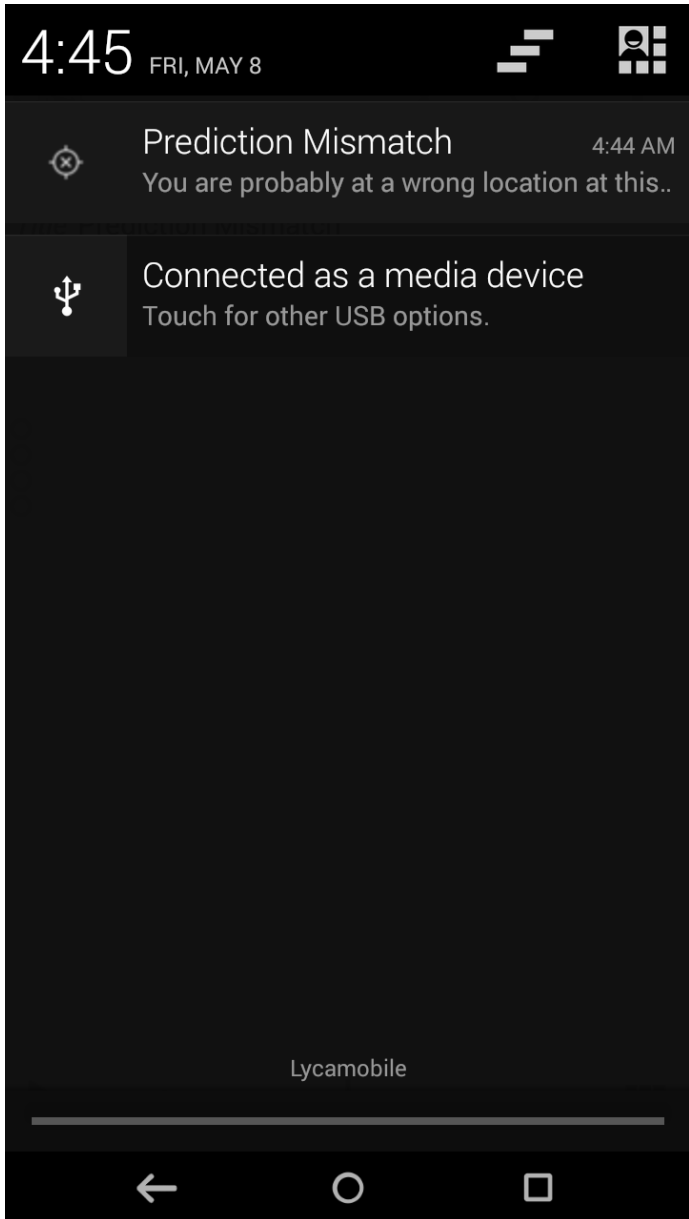 4:45 FRI, MAY 8
Prediction Mismatch 4:44 AM
You are probably at a wrong location at this..
Connected as a media device
Touch for other USB options.
Lycamobile